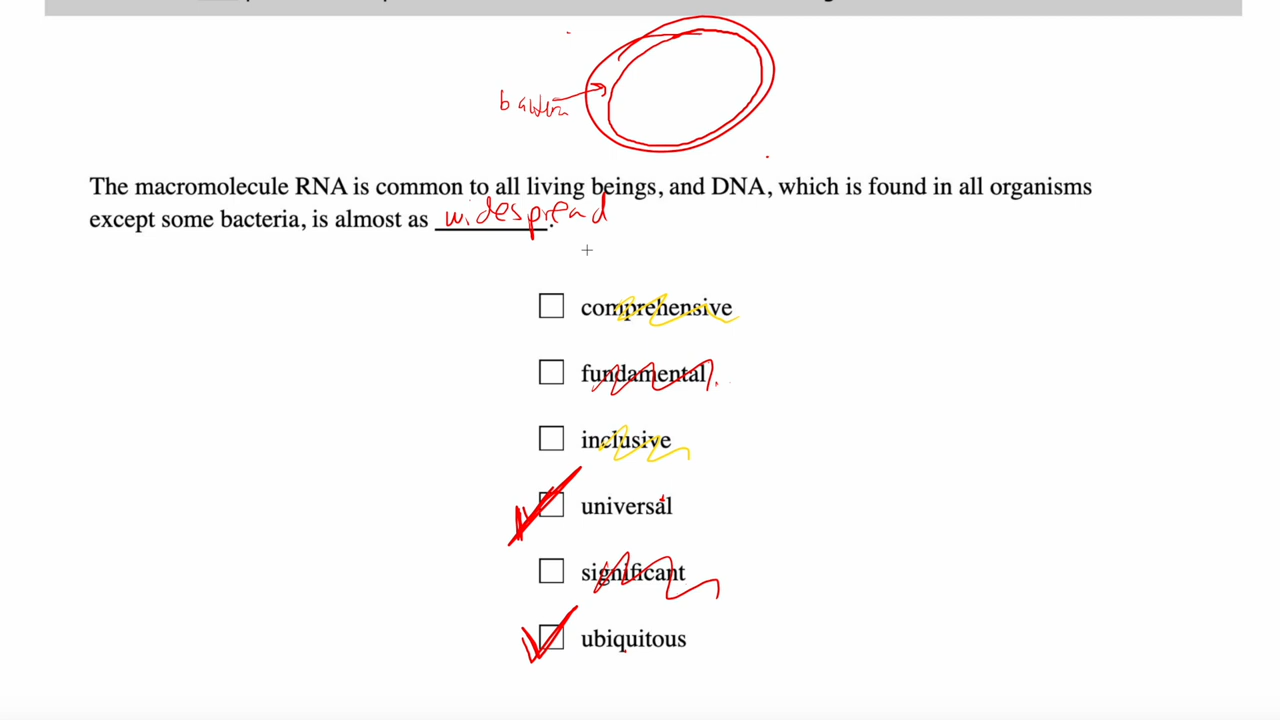 The macromolecule RNA is common to all living beings, and DNA, which is found in all organisms
except some bacteria, is almost as widespread.
comprehensive
fundamental
inclusive
universal
significant
ubiquitous